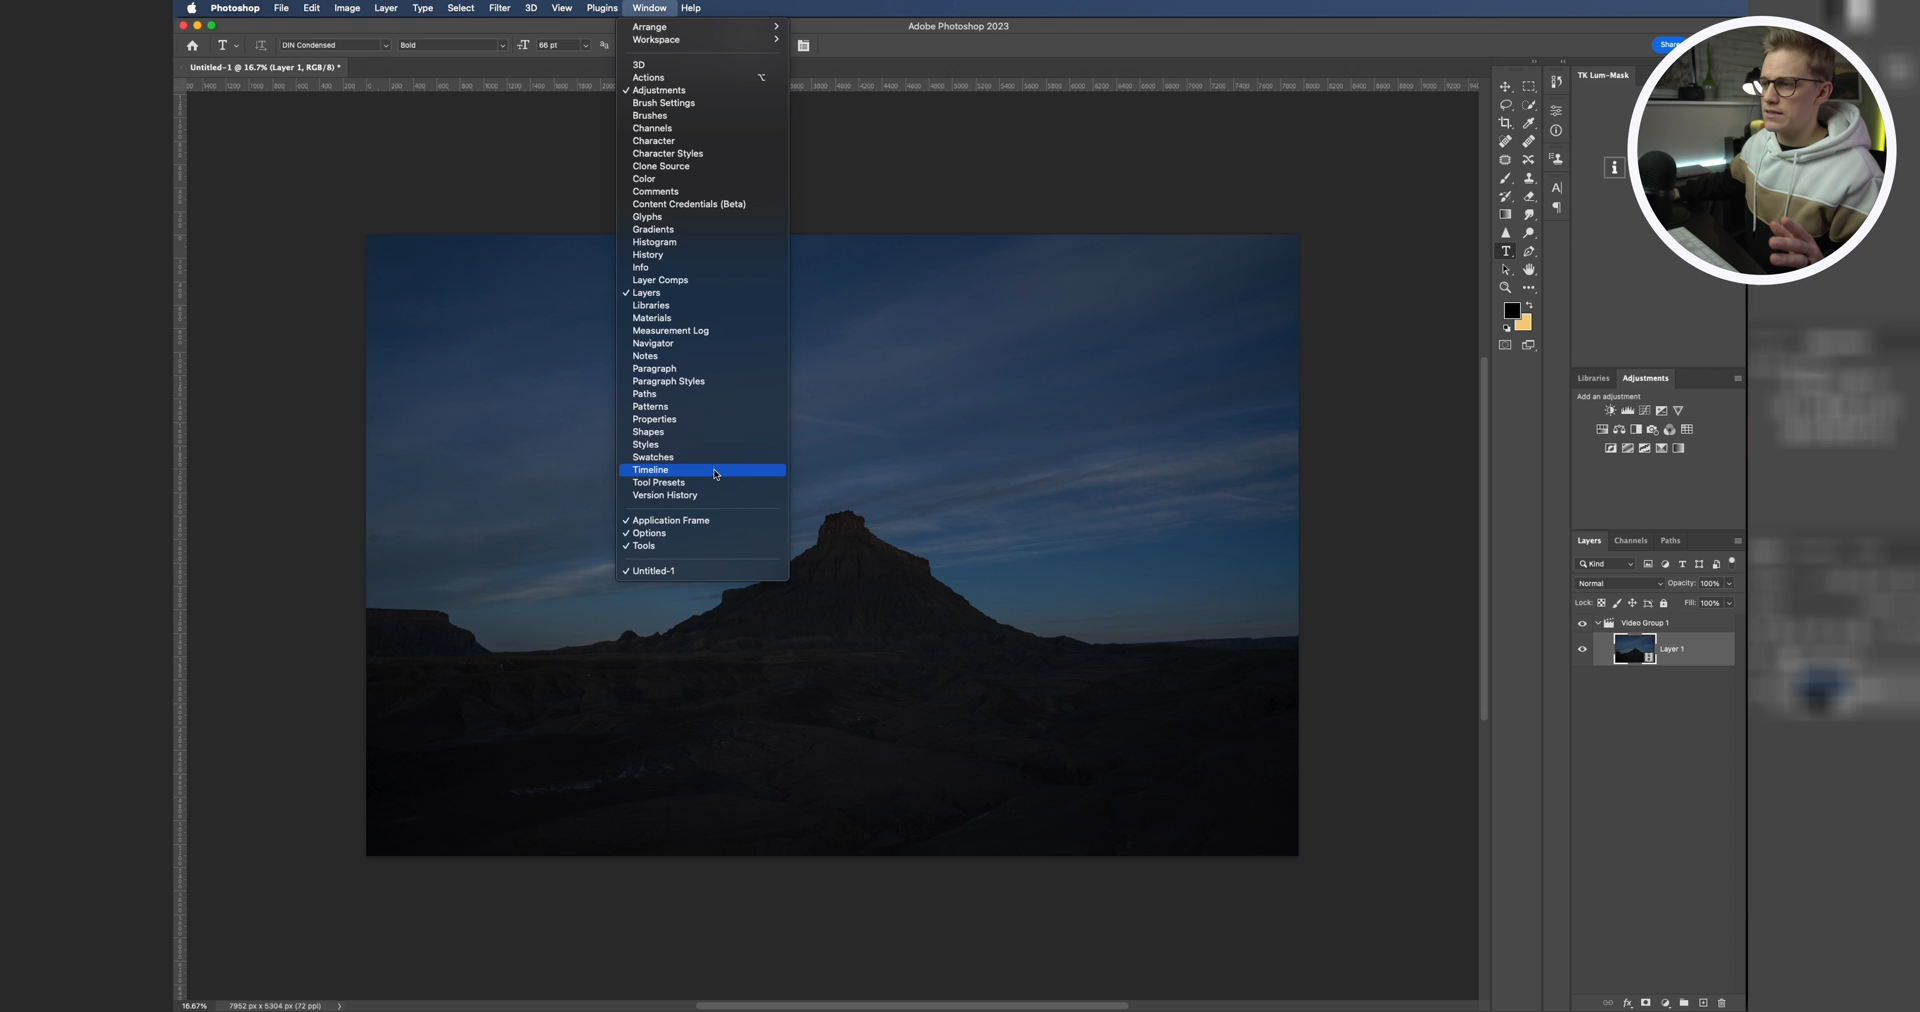 Photoshop File Edit Image Layer Type Select Filter 3D View Plugins Window Help
Adobe Photoshop 2023
T DIN Condensed Bold 66 pt
Share
Untitled-1 @ 16.7% (Layer 1, RGB/8) *
Arrange
Workspace
3D
Actions
Adjustments
Brush Settings
Brushes
Channels
Character
Character Styles
Clone Source
Color
Comments
Content Credentials (Beta)
Glyphs
Gradients
Histogram
History
Info
Layer Comps
Layers
Libraries
Materials
Measurement Log
Navigator
Notes
Paragraph
Paragraph Styles
Paths
Patterns
Properties
Shapes
Styles
Swatches
Timeline
Tool Presets
Version History
Application Frame
Options
Tools
Untitled-1
TK Lum-Mask
Libraries Adjustments
Add an adjustment
Layers Channels Paths
Kind
Normal Opacity: 100%
Lock: Fill: 100%
Video Group 1
Layer 1
16.67% 7952 px x 5304 px (72 ppi)